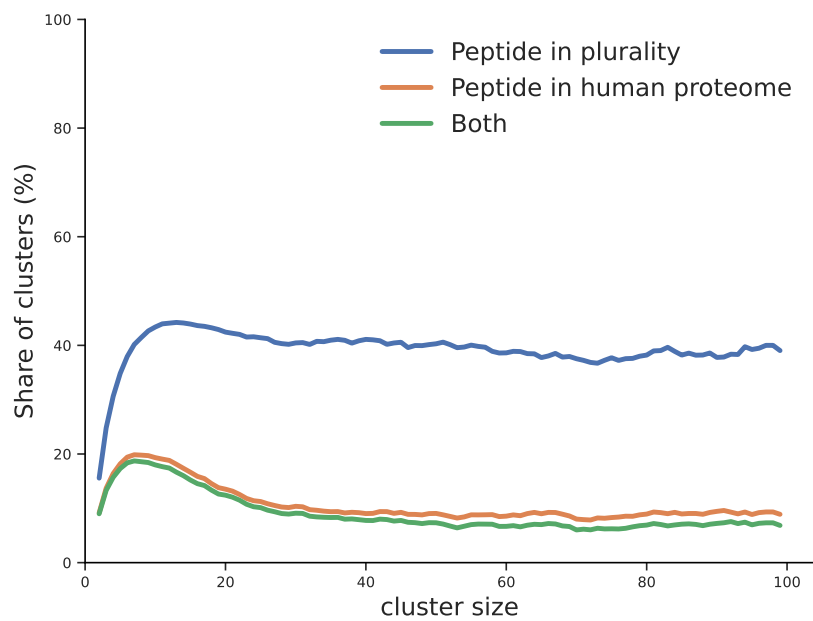 100
80
60
40
20
0
Share of clusters (%)
Peptide in plurality
Peptide in human proteome
Both
0 20 40 60 80 100
cluster size